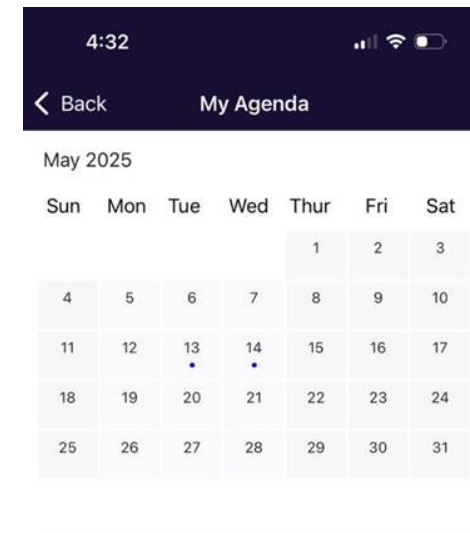 4:32
Back My Agenda
May 2025
Sun Mon Tue Wed Thur Fri Sat
1 2 3
4 5 6 7 8 9 10
11 12 13 14 15 16 17
18 19 20 21 22 23 24
25 26 27 28 29 30 31